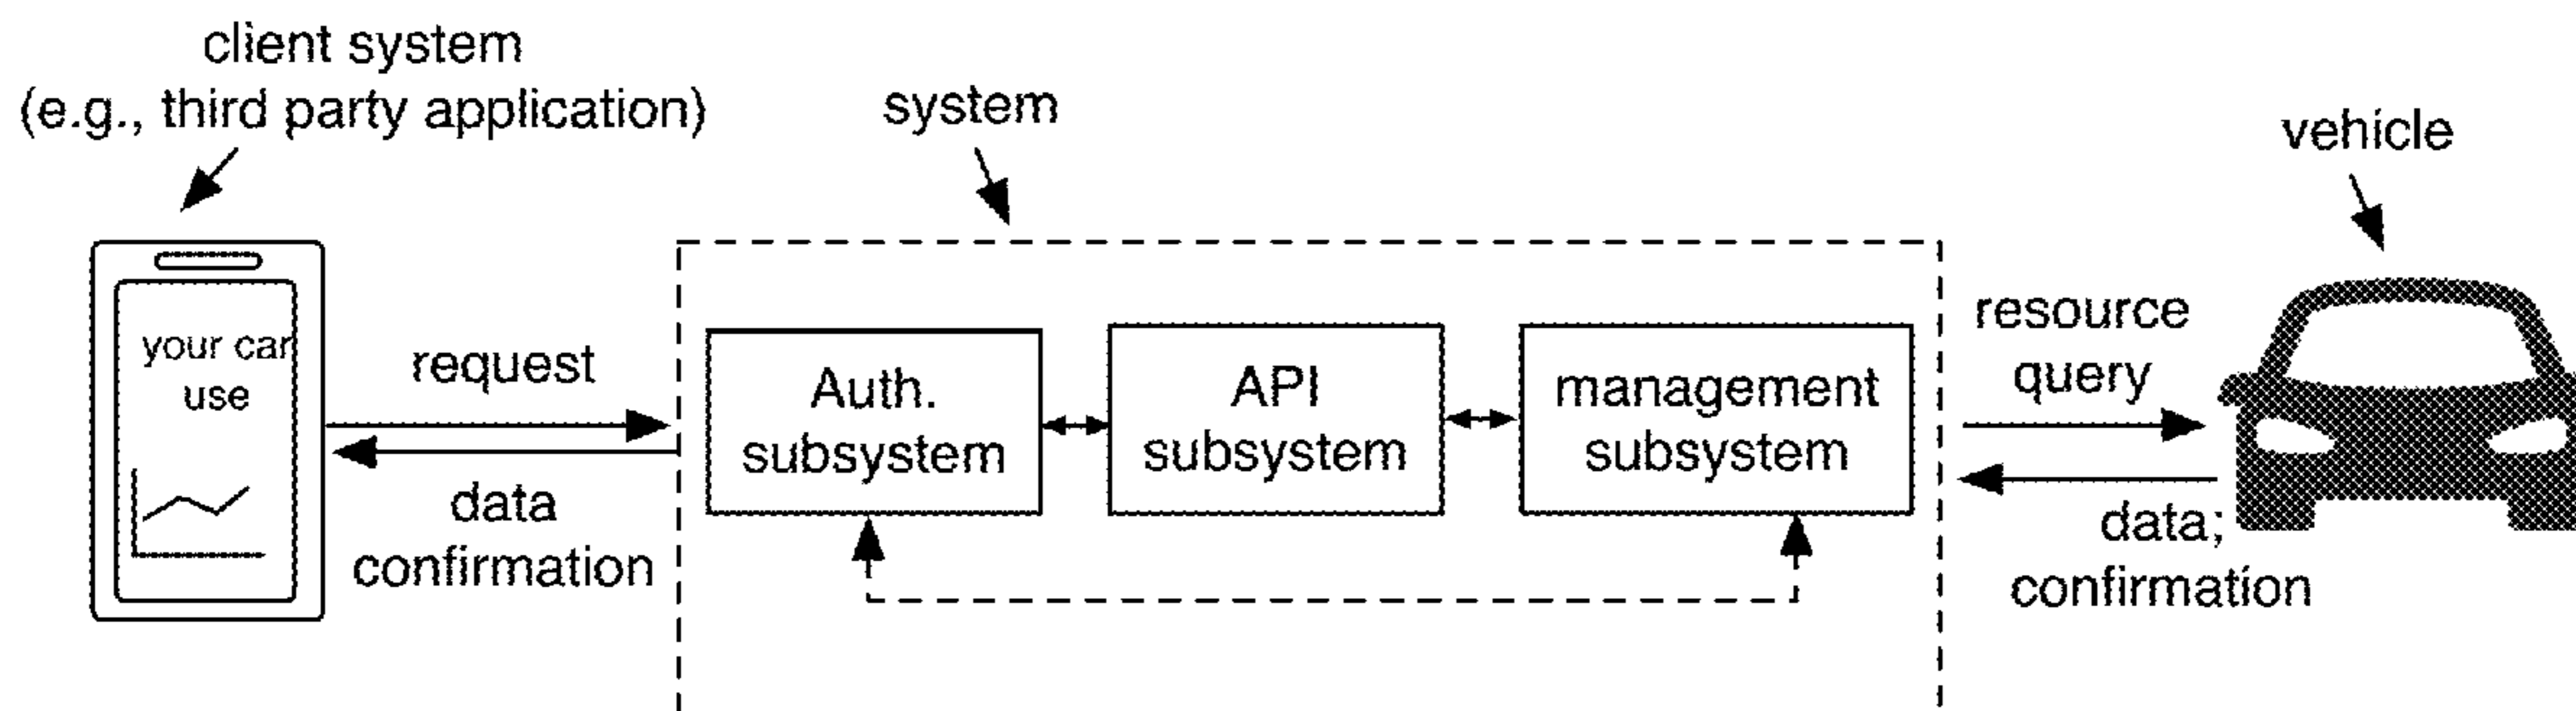 client system
(e.g., third party application)
system
vehicle
your car
use
request
data
confirmation
Auth.
subsystem
API
subsystem
management
subsystem
resource
query
data;
confirmation